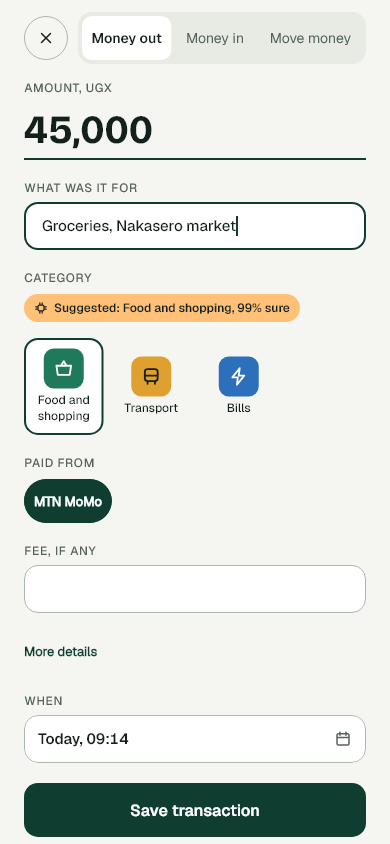 Money out
Money in
Move money
AMOUNT, UGX
45,000
WHAT WAS IT FOR
Groceries, Nakasero market
CATEGORY
Suggested: Food and shopping, 99% sure
Food and
shopping
Transport
Bills
PAID FROM
MTN MoMo
FEE, IF ANY
More details
WHEN
Today, 09:14
Save transaction